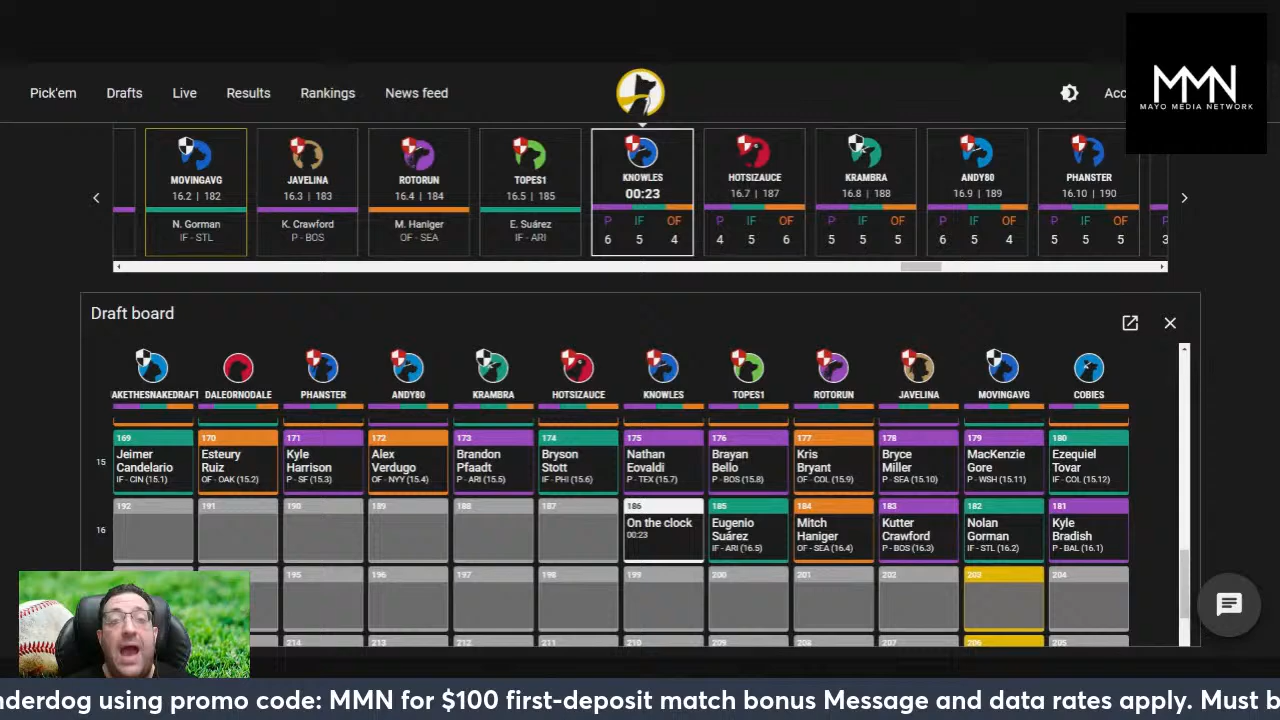 MMN
MAYO MEDIA NETWORK
Pick'em Drafts Live Results Rankings News feed
MOVINGAVG JAVELINA ROTORUN TOPES1 KNOWLES HOTSIZAUCE KRAMBRA ANDY80 PHANSTER
16.2 | 182 16.3 | 183 16.4 | 184 16.5 | 185 00:23 16.7 | 187 16.8 | 188 16.9 | 189 16.10 | 190
N. Gorman K. Crawford M. Haniger E. Suárez P IF OF P IF OF P IF OF P IF OF P IF OF
IF - STL P - BOS OF - SEA IF - ARI 6 5 4 4 5 6 5 5 5 6 5 4 5 5 5 3
Draft board
AKETHESNAKEDRAFT DALEORNODALE PHANSTER ANDY80 KRAMBRA HOTSIZAUCE KNOWLES TOPES1 ROTORUN JAVELINA MOVINGAVG COBIES
169 170 171 172 173 174 175 176 177 178 179 180
15
Jeimer Esteury Kyle Alex Brandon Bryson Nathan Brayan Kris Bryce MacKenzie Ezequiel
Candelario Ruiz Harrison Verdugo Pfaadt Stott Eovaldi Bello Bryant Miller Gore Tovar
IF - CIN (15.1) OF - OAK (15.2) P - SF (15.3) OF - NYY (15.4) P - ARI (15.5) IF - PHI (15.6) P - TEX (15.7) P - BOS (15.8) OF - COL (15.9) P - SEA (15.10) P - WSH (15.11) IF - COL (15.12)
192 191 190 189 188 187 186 185 184 183 182 181
16
On the clock Eugenio Mitch Kutter Nolan Kyle
00:23 Suárez Haniger Crawford Gorman Bradish
IF - ARI (16.5) OF - SEA (16.4) P - BOS (16.3) IF - STL (16.2) P - BAL (16.1)
195 196 197 198 199 200 201 202 203 204
214 213 212 211 210 209 208 207 206 205
nderdog using promo code: MMN for $100 first-deposit match bonus Message and data rates apply. Must b